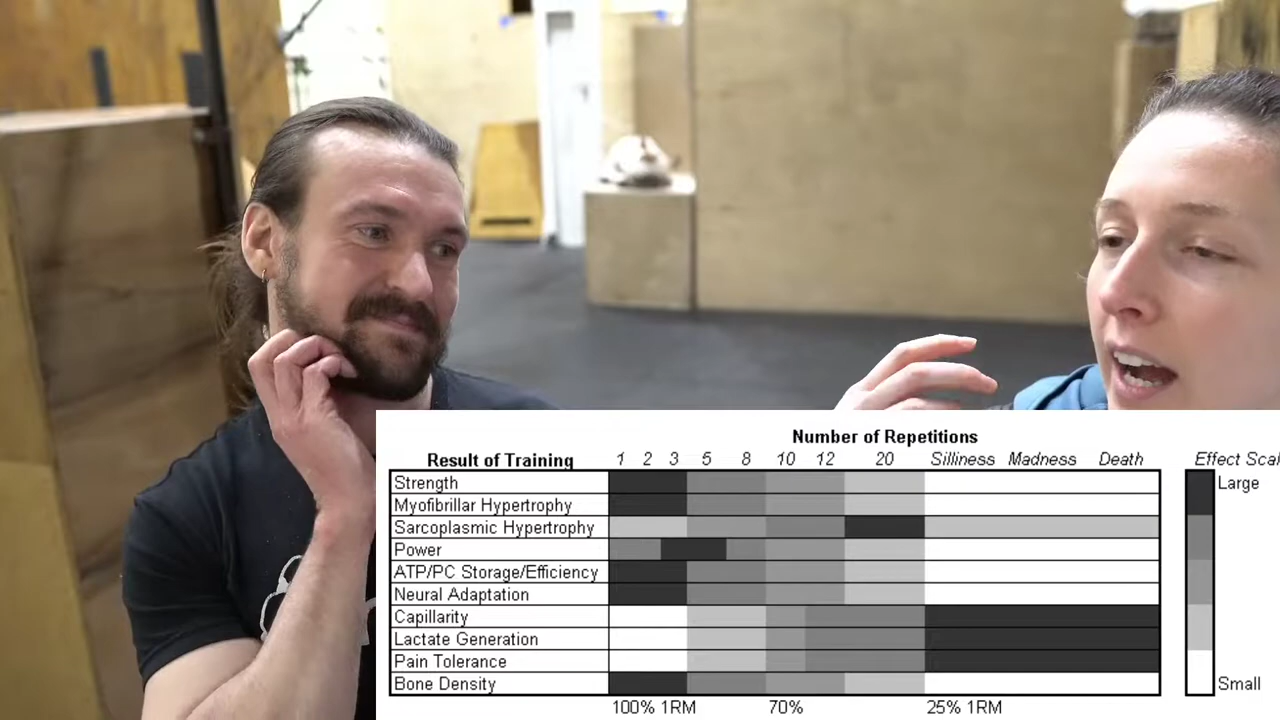 Number of Repetitions
Result of Training 1 2 3 5 8 10 12 20 Silliness Madness Death Effect Scal
Strength Large
Myofibrillar Hypertrophy
Sarcoplasmic Hypertrophy
Power
ATP/PC Storage/Efficiency
Neural Adaptation
Capillarity
Lactate Generation
Pain Tolerance
Bone Density Small
100% 1RM 70% 25% 1RM